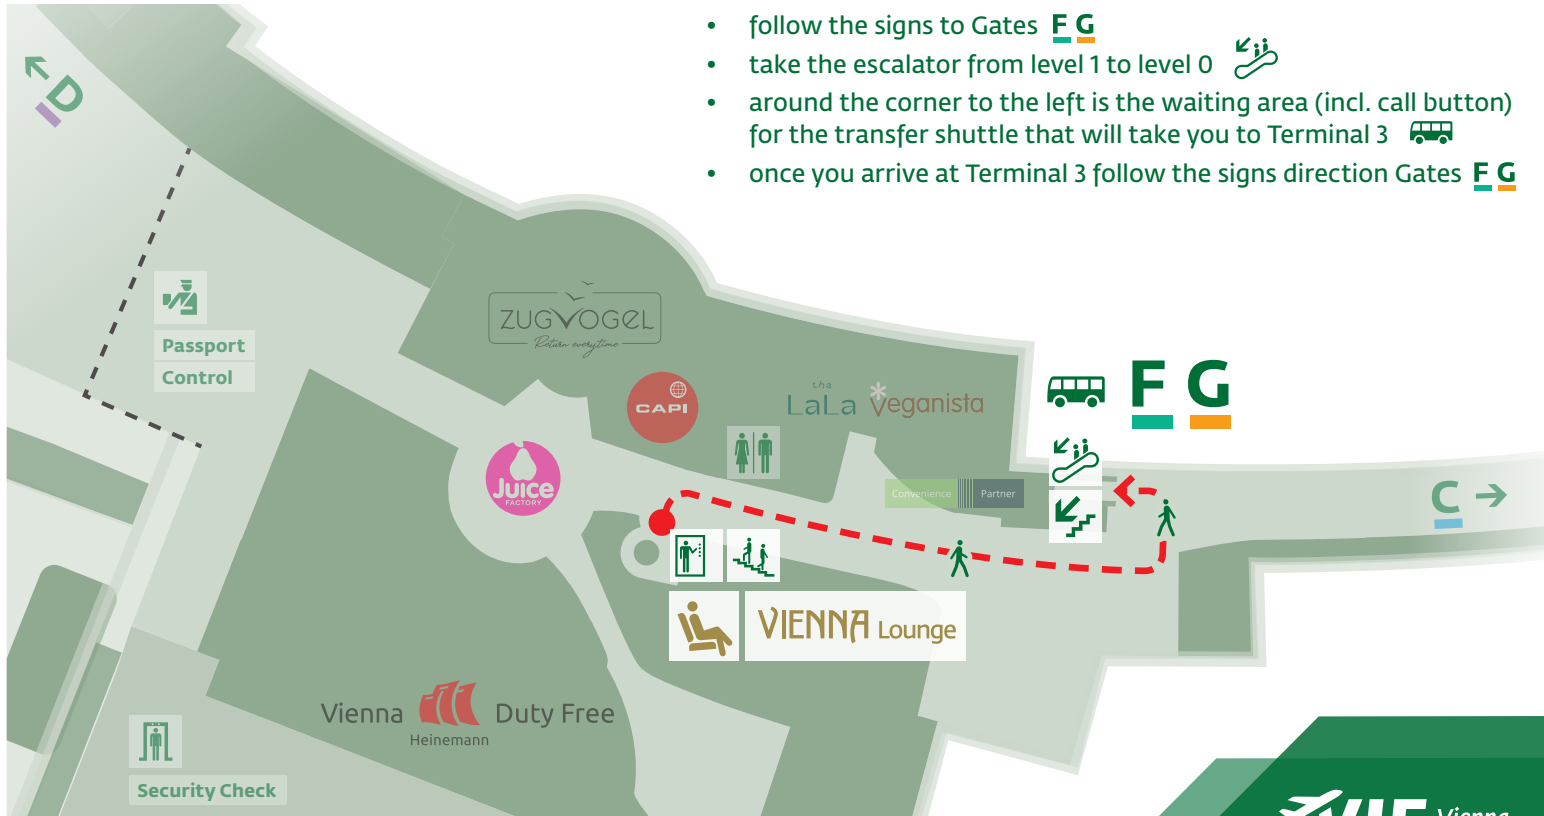 • follow the signs to Gates F G
• take the escalator from level 1 to level 0
• around the corner to the left is the waiting area (incl. call button)
for the transfer shuttle that will take you to Terminal 3
• once you arrive at Terminal 3 follow the signs direction Gates F G
D
ZUGVOGEL
Return everytime
Passport
Control
CAPI
the
LaLa
Veganista
F G
JUICE
FACTORY
Convenience Partner
C
VIENNA Lounge
Vienna Duty Free
Heinemann
Security Check
VIE Vienna